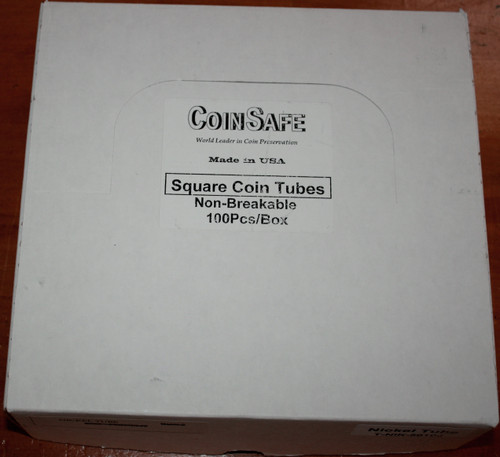 COINSAFE
World Leader in Coin Preservation
Made in USA
Square Coin Tubes
Non-Breakable
100Pcs/Box
Nickel Tube